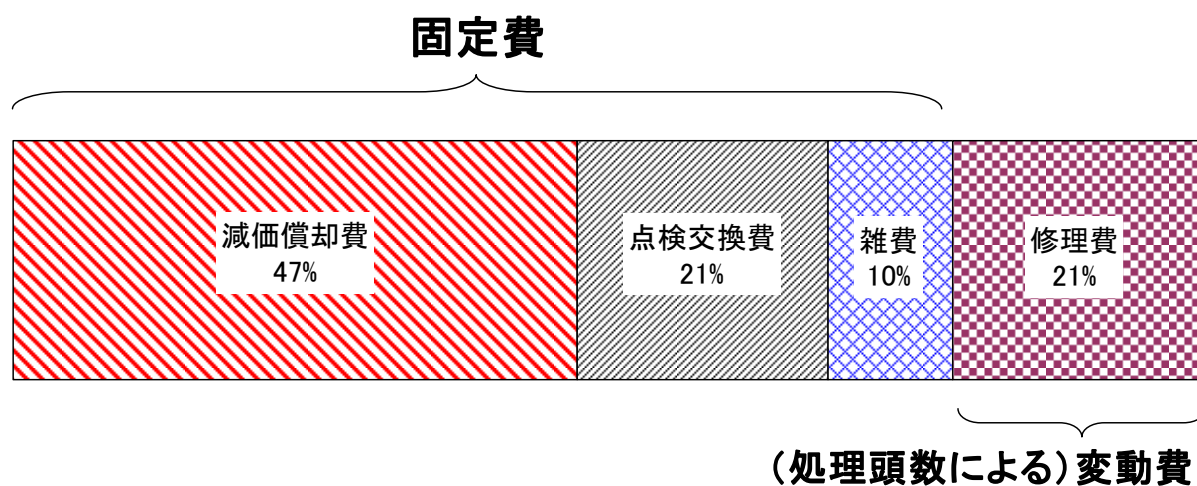 固定費
減価償却費
47%
点検交換費
21%
雑費
10%
修理費
21%
(処理頭数による)変動費